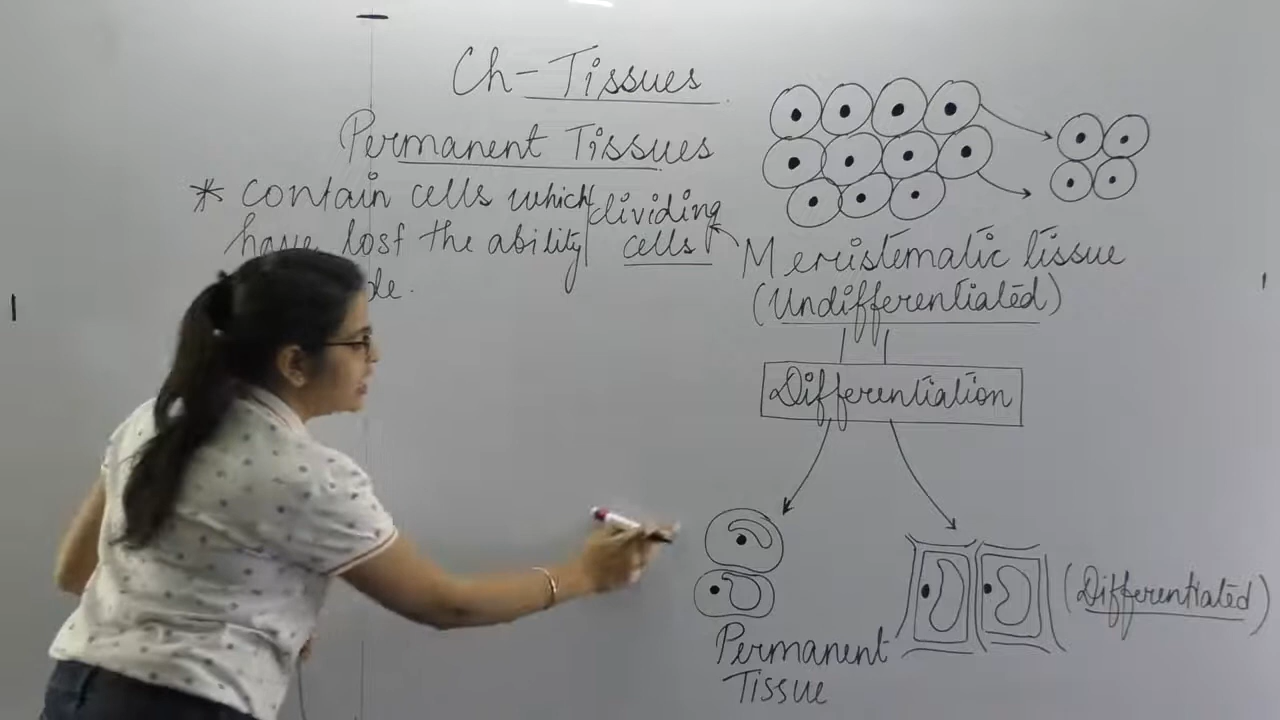 Ch- Tissues
Permanent Tissues
* contain cells which
have lost the ability
dividing
cells
Meristematic tissue
(Undifferentiated)
Differentiation
(Differentiated)
Permanent
Tissue